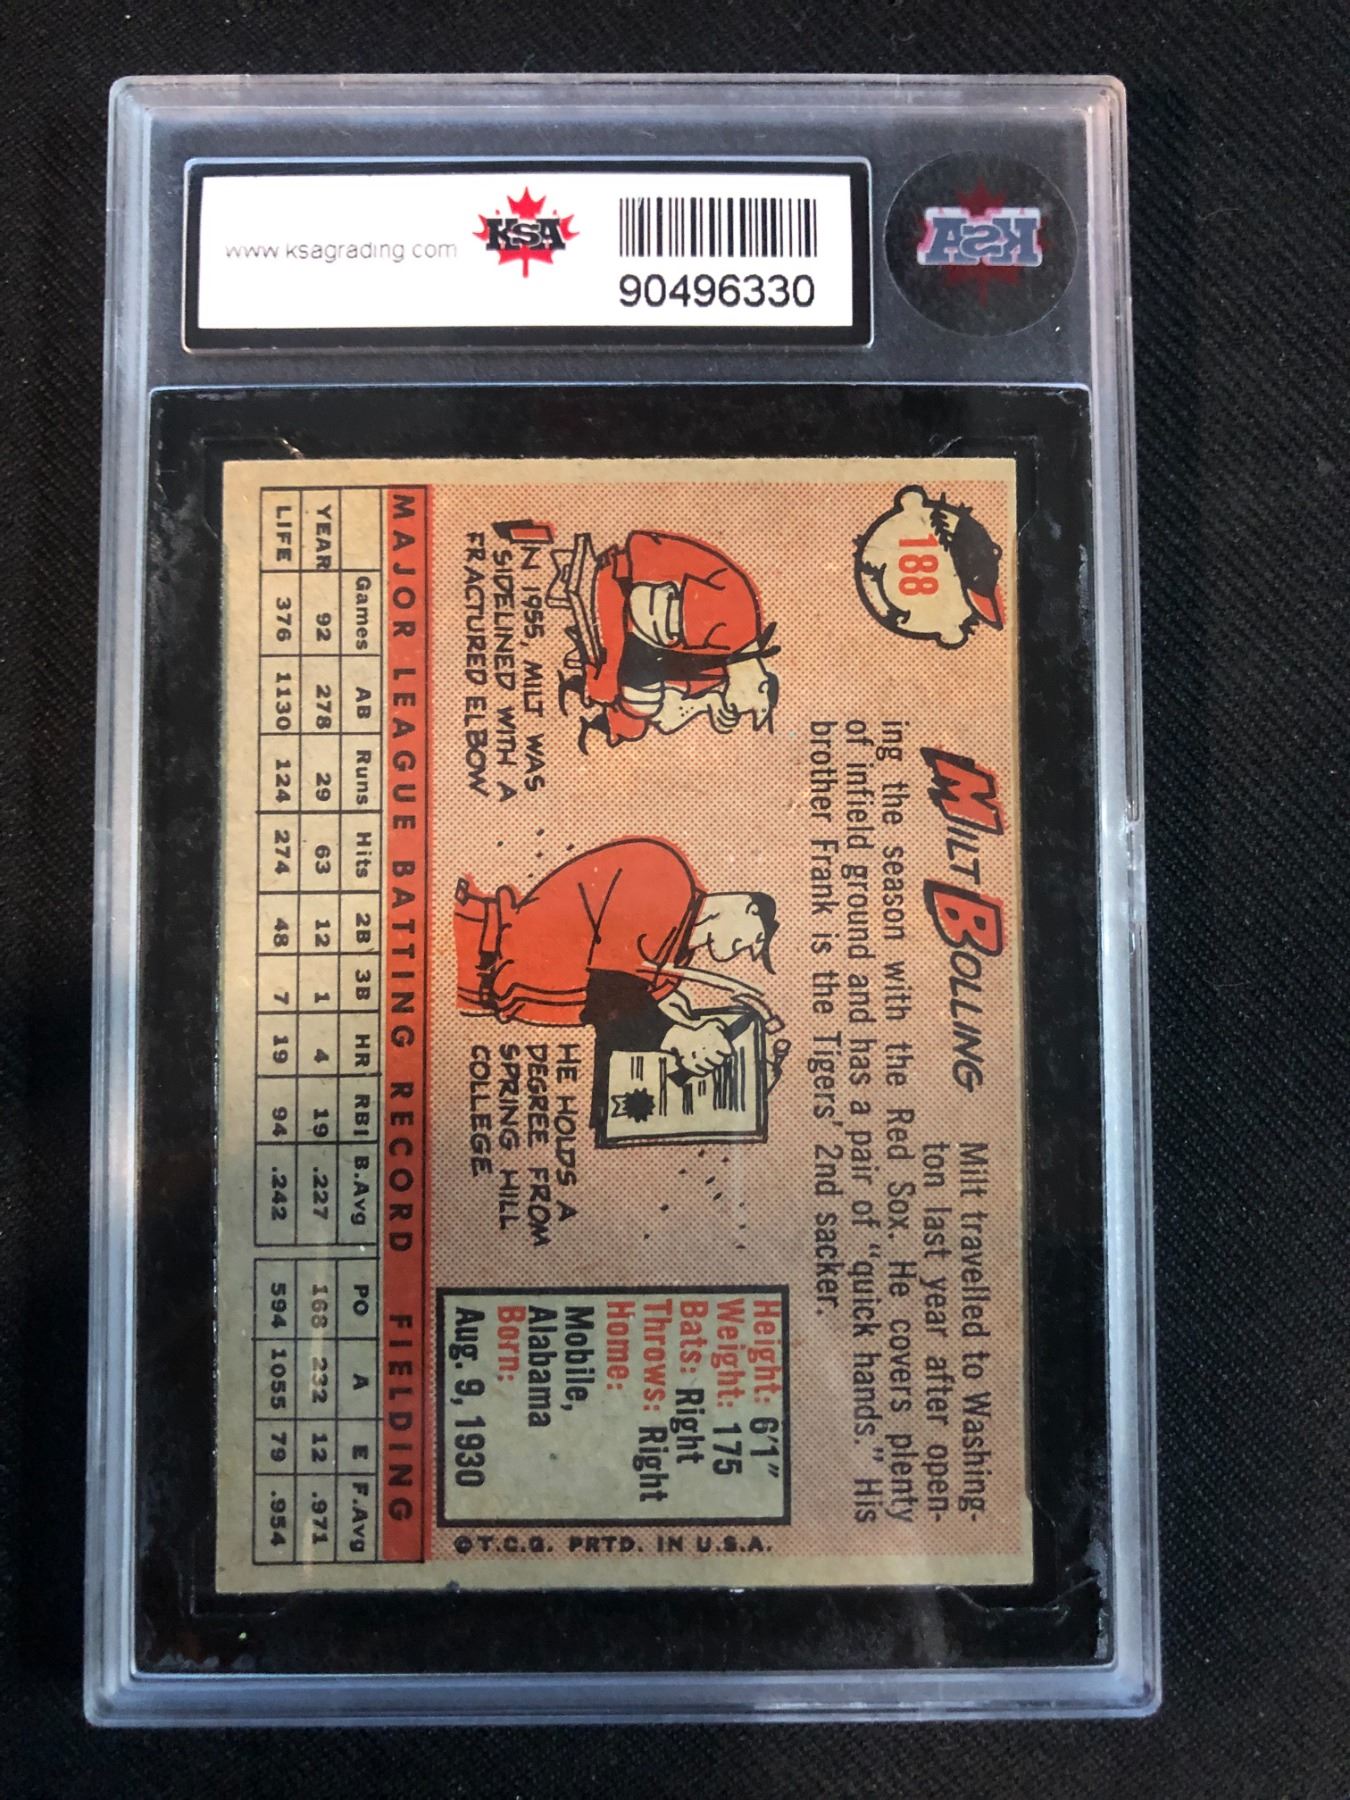 www.ksagrading.com
KSA
90496330
KSA
188
MILT BOLLING
Milt travelled to Washing-
ton last year after open-
ing the season with the Red Sox. He covers plenty
of infield ground and has a pair of "quick hands." His
brother Frank is the Tigers' 2nd sacker.
IN 1955, MILT WAS
SIDELINED WITH A
FRACTURED ELBOW
HE HOLDS A
DEGREE FROM
SPRING HILL
COLLEGE
Height: 6'1"
Weight: 175
Bats: Right
Throws: Right
Home:
Mobile,
Alabama
Born:
Aug. 9, 1930
©T.C.G. PRTD. IN U.S.A.
MAJOR LEAGUE BATTING RECORD FIELDING
Games AB Runs Hits 2B 3B HR RBI B.Avg PO A E F.Avg
YEAR 92 278 29 63 12 1 4 19 .227 168 232 12 .971
LIFE 376 1130 124 274 48 7 19 94 .242 594 1055 79 .954